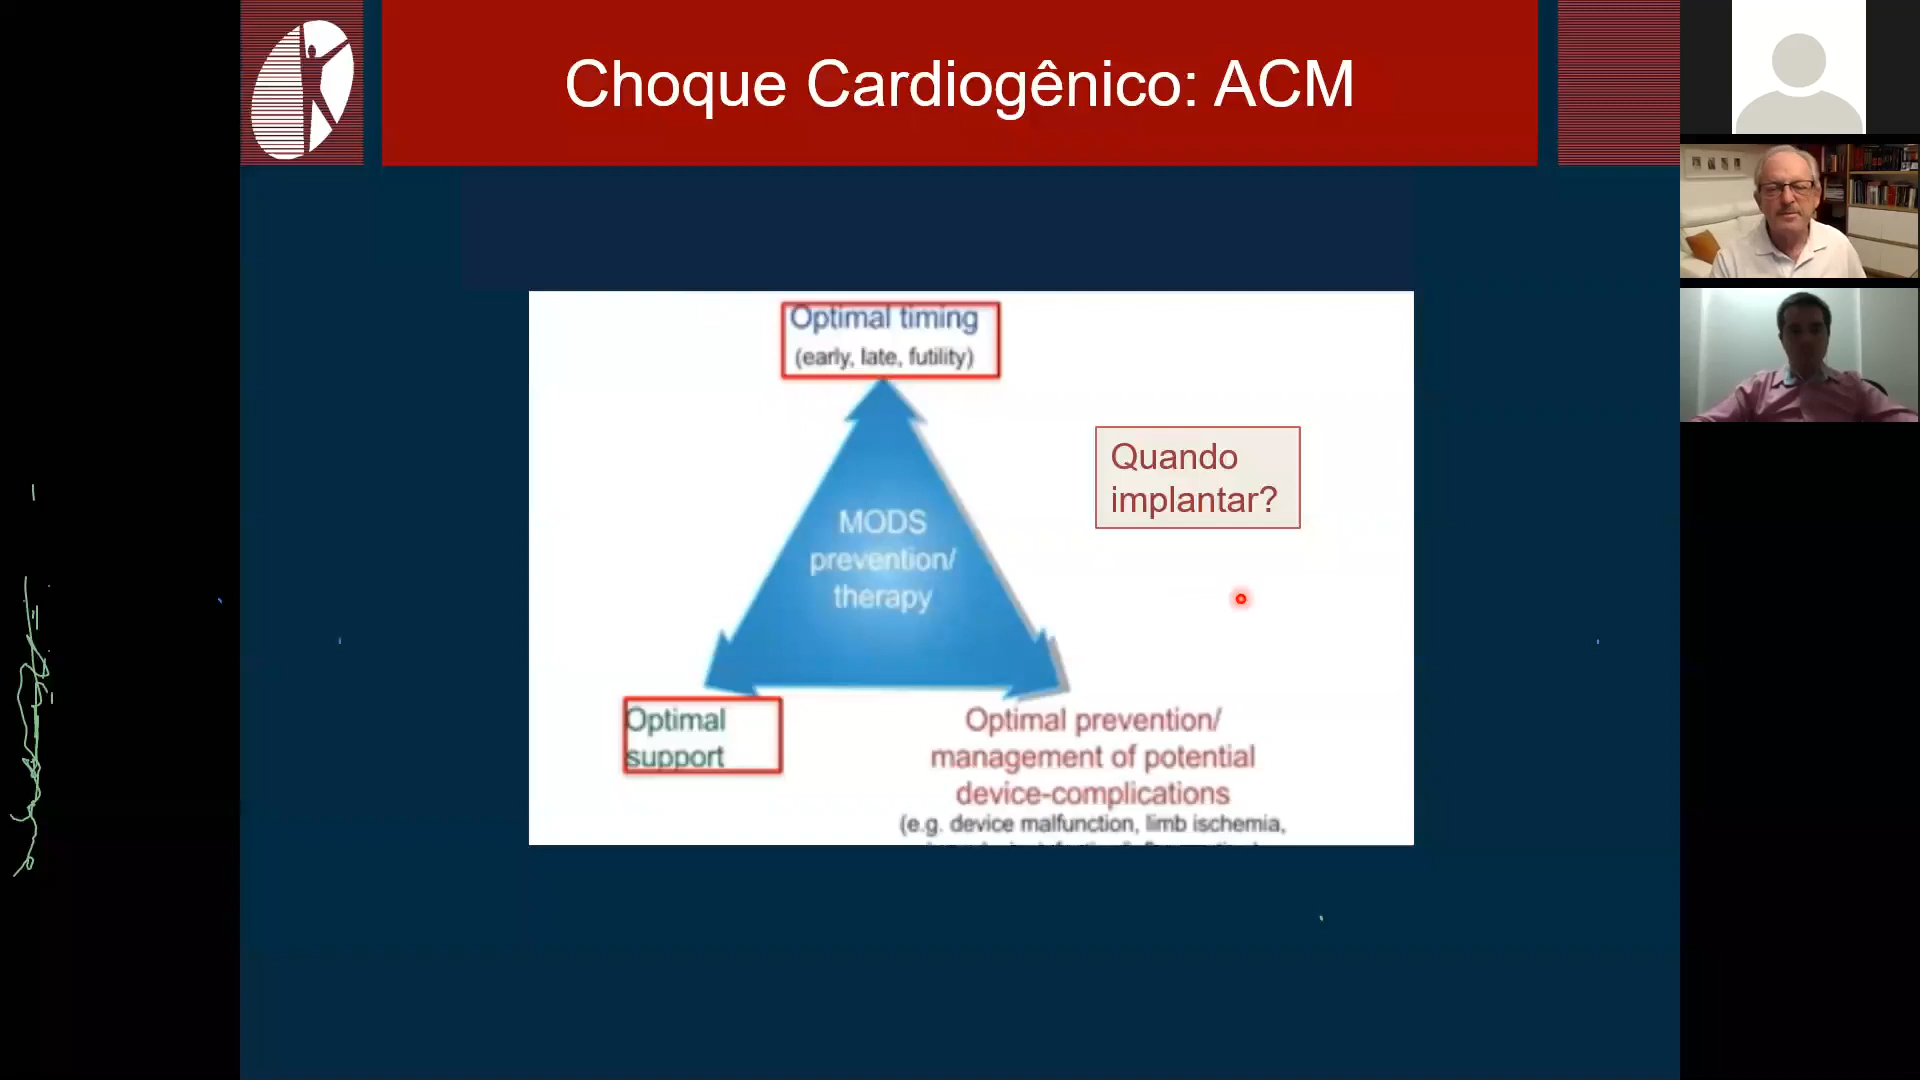 Choque Cardiogênico: ACM
Optimal timing
(early, late, futility)
Quando
implantar?
MODS
prevention/
therapy
Optimal
support
Optimal prevention/
management of potential
device-complications
(e.g. device malfunction, limb ischemia,